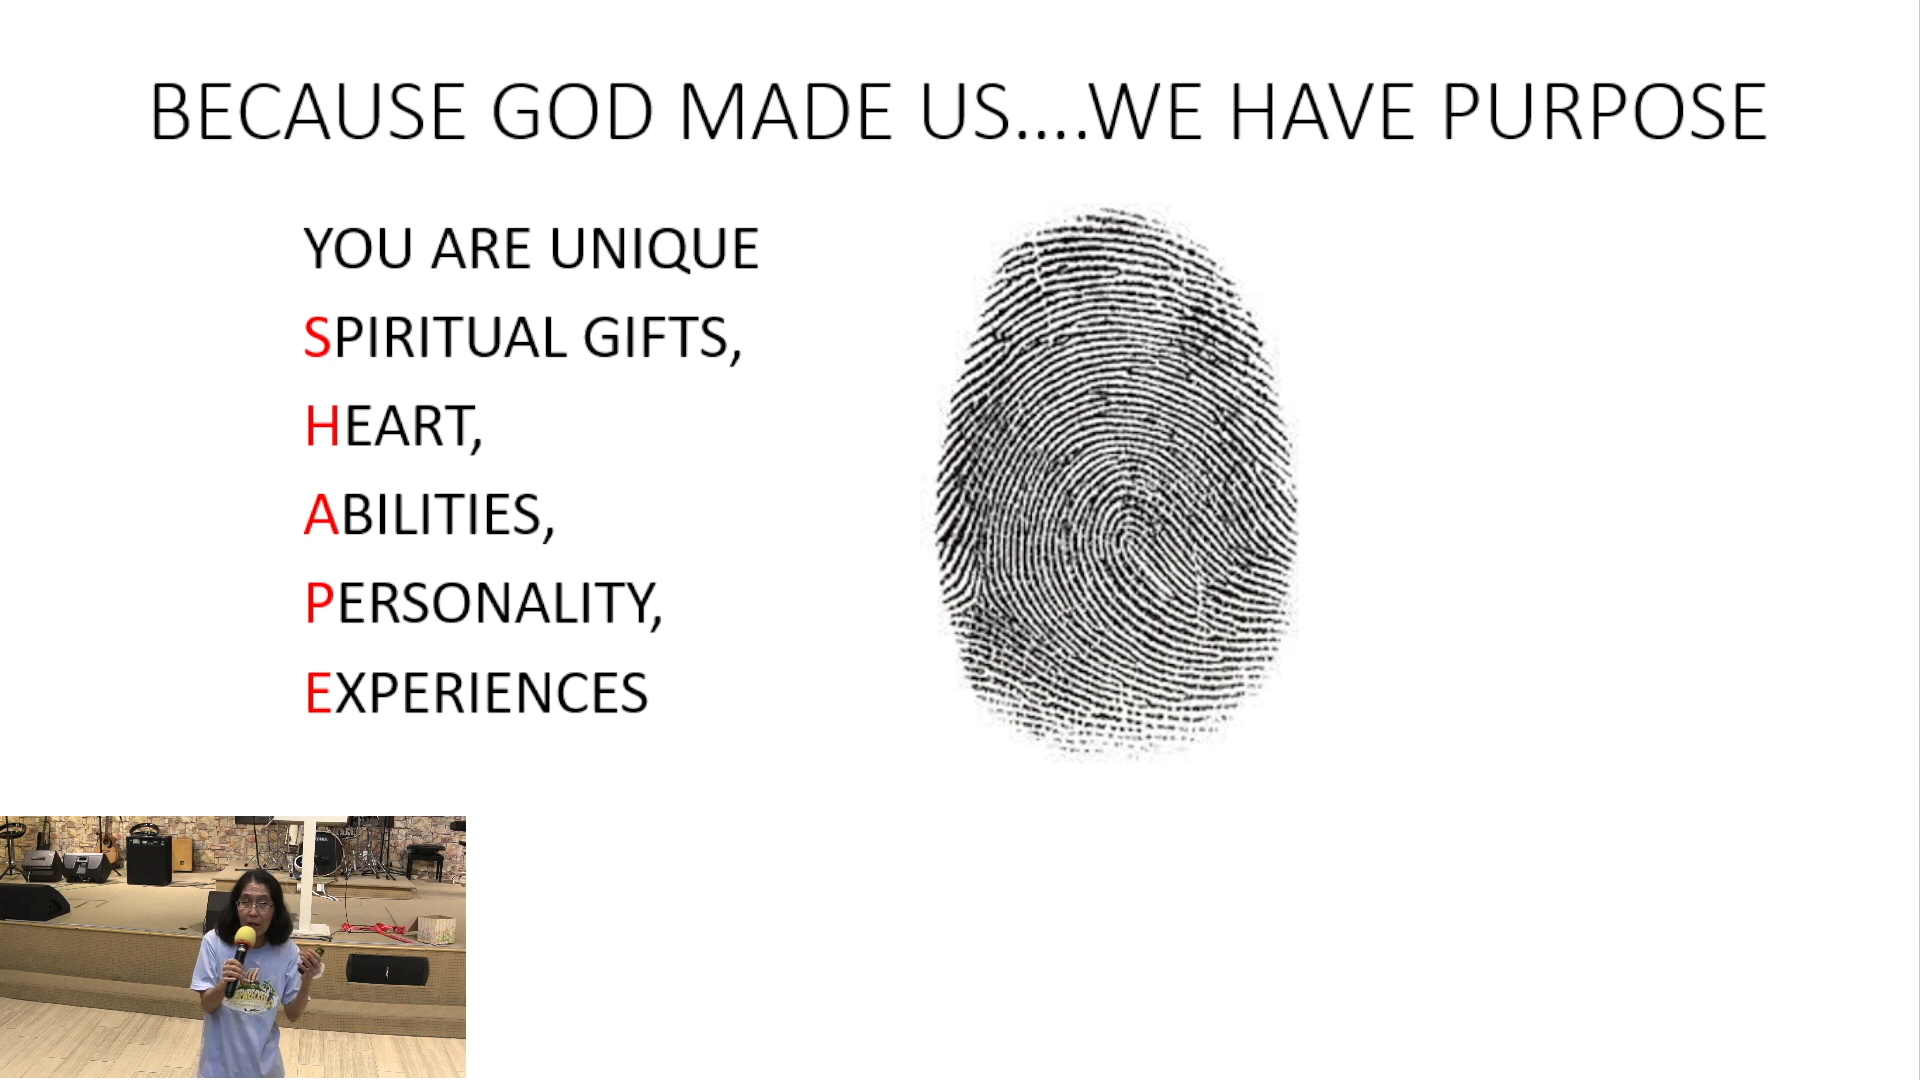 BECAUSE GOD MADE US....WE HAVE PURPOSE
YOU ARE UNIQUE
SPIRITUAL GIFTS,
HEART,
ABILITIES,
PERSONALITY,
EXPERIENCES